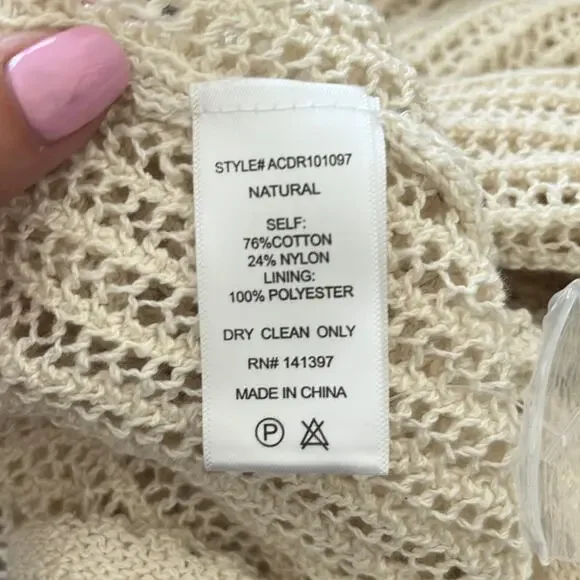 STYLE# ACDR101097
NATURAL
SELF:
76%COTTON
24% NYLON
LINING:
100% POLYESTER
DRY CLEAN ONLY
RN# 141397
MADE IN CHINA
P